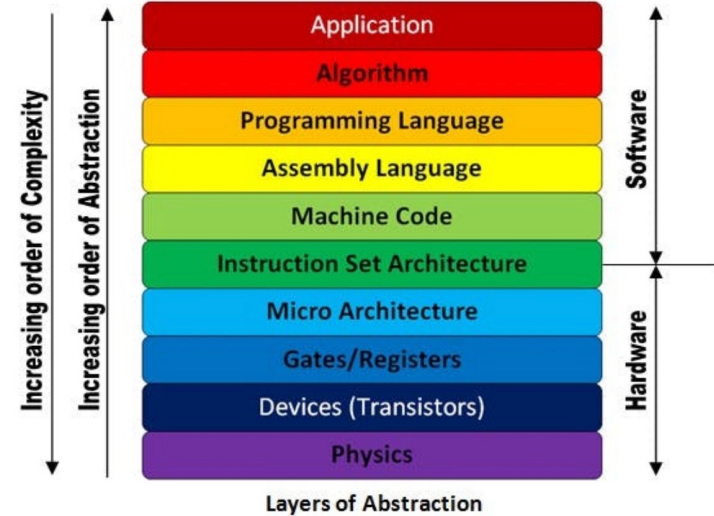 Increasing order of Complexity
Increasing order of Abstraction
Application
Algorithm
Programming Language
Assembly Language
Machine Code
Instruction Set Architecture
Micro Architecture
Gates/Registers
Devices (Transistors)
Physics
Software
Hardware
Layers of Abstraction